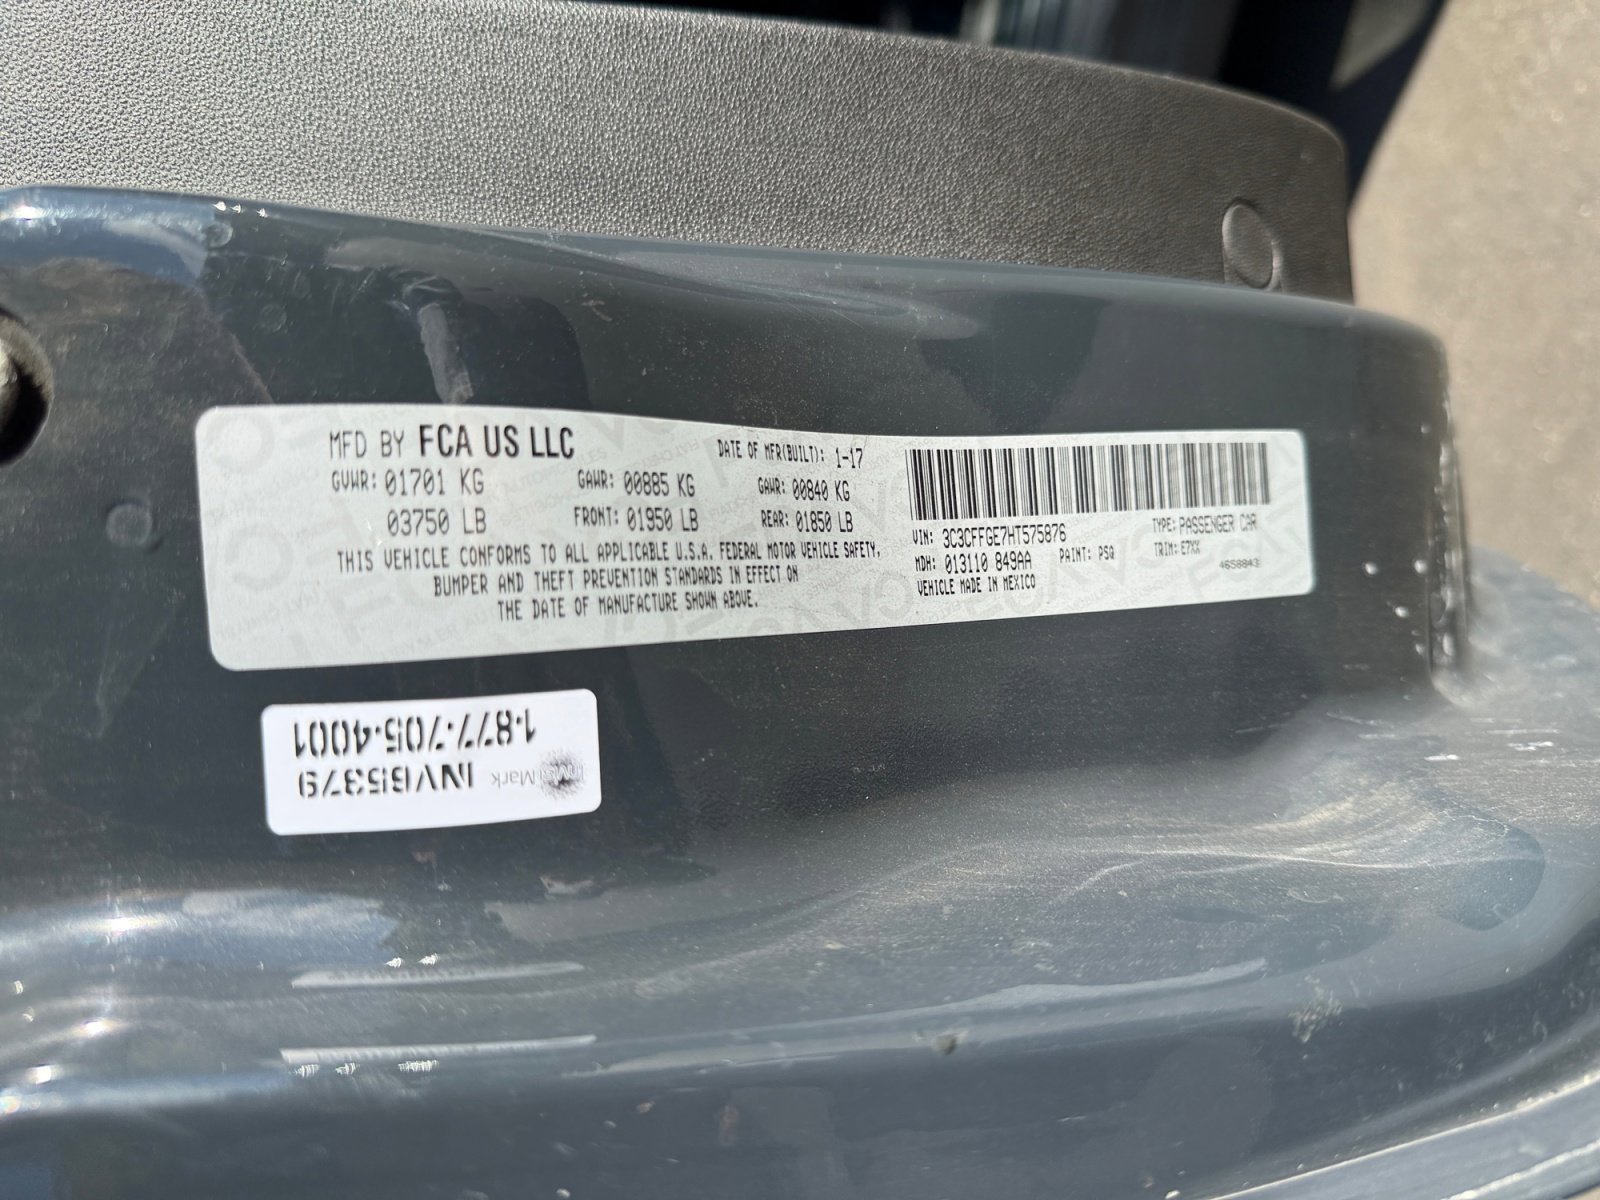 MFD BY FCA US LLC
DATE OF MFR(BUILT): 1-17
GVWR: 01701 KG
GAWR: 00885 KG
GAWR: 00840 KG
03750 LB
FRONT: 01950 LB
REAR: 01850 LB
THIS VEHICLE CONFORMS TO ALL APPLICABLE U.S.A. FEDERAL MOTOR VEHICLE SAFETY,
BUMPER AND THEFT PREVENTION STANDARDS IN EFFECT ON
THE DATE OF MANUFACTURE SHOWN ABOVE.
VIN: 3C3CFFGE7HT575876
TYPE: PASSENGER CAR
MDH: 013110 849AA
PAINT: PSQ
TRIM: E7XX
VEHICLE MADE IN MEXICO
4658843
Mark INV65379
1-877-705-4001